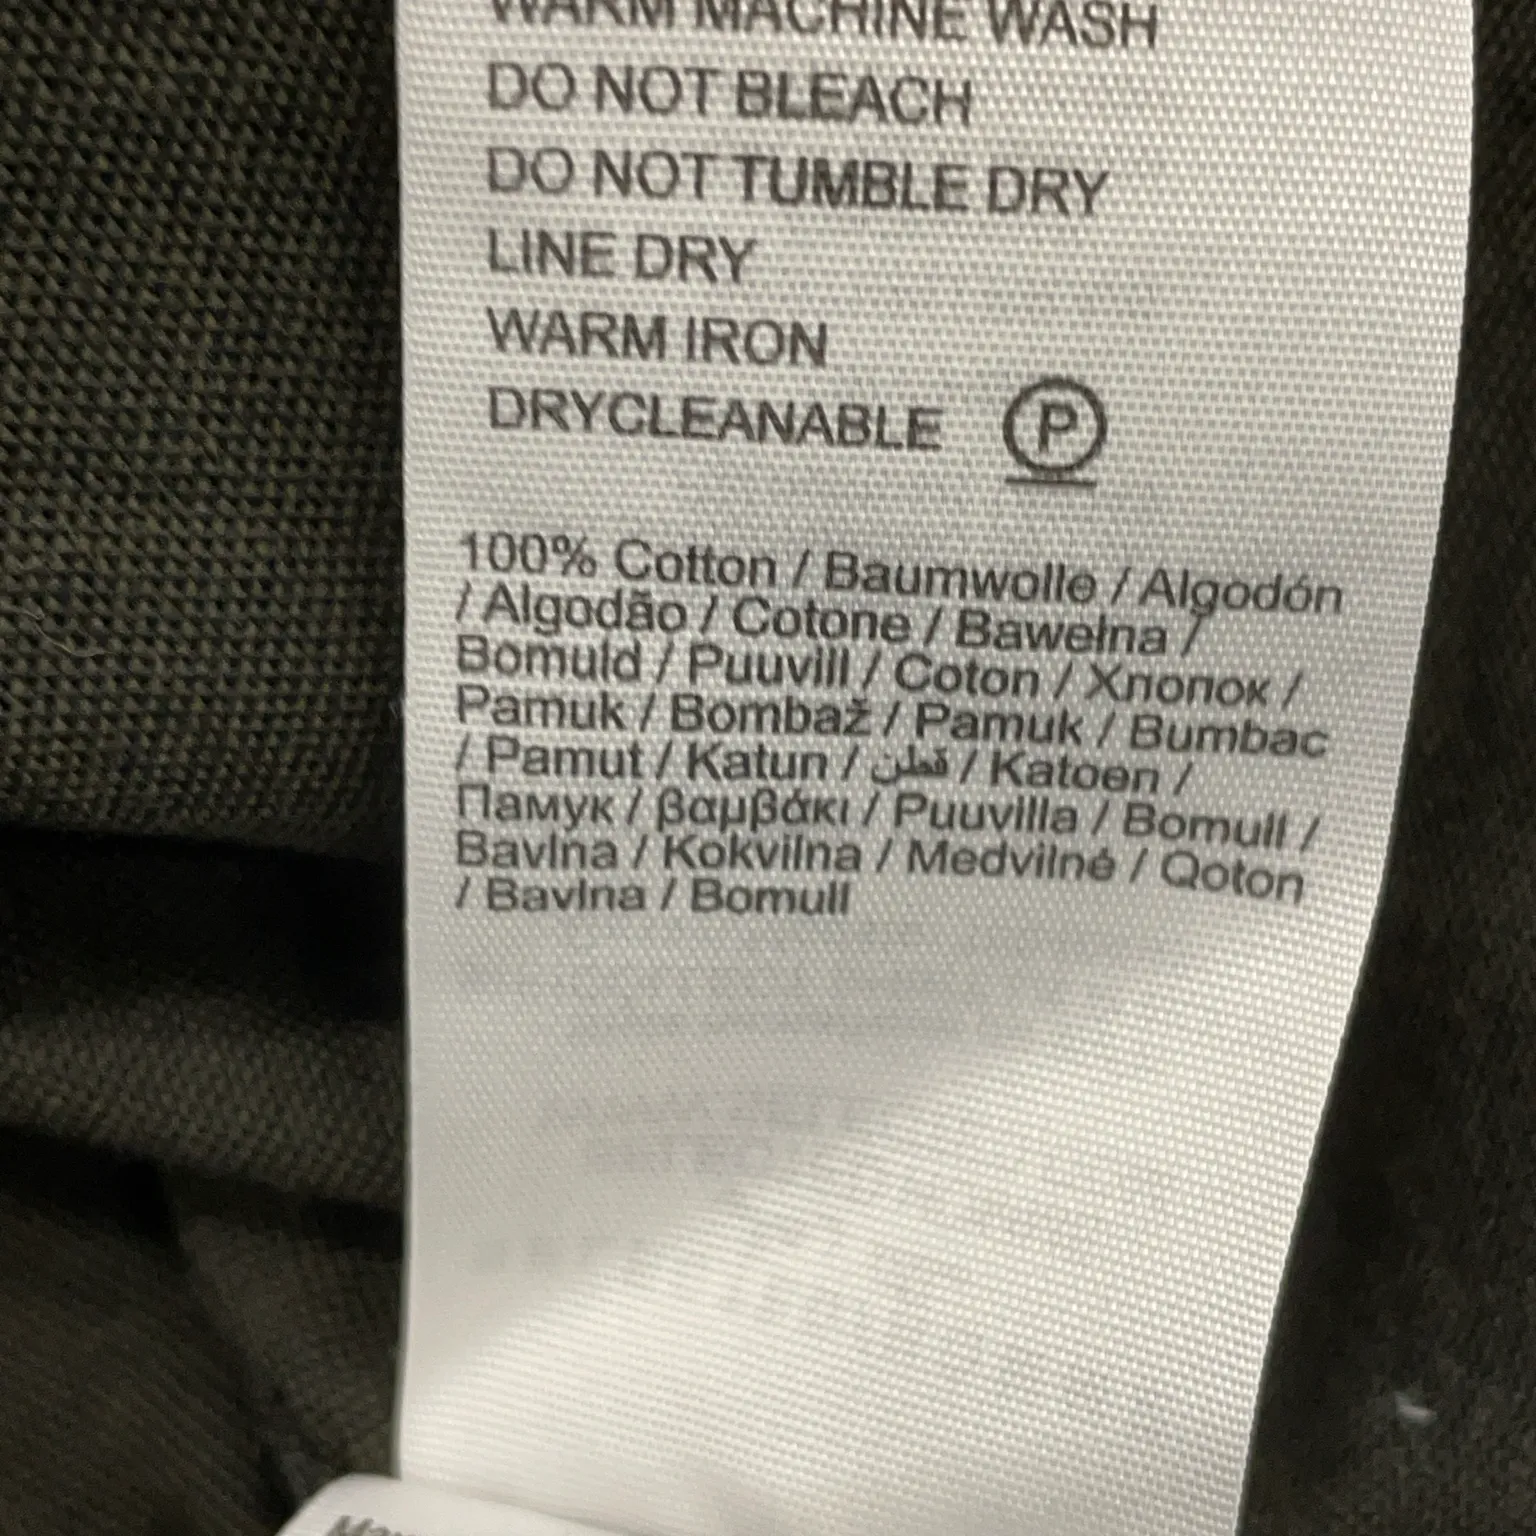 WARM MACHINE WASH
DO NOT BLEACH
DO NOT TUMBLE DRY
LINE DRY
WARM IRON
DRYCLEANABLE P
100% Cotton / Baumwolle / Algodón
/ Algodão / Cotone / Bawełna /
Bomuld / Puuvill / Coton / Хлопок /
Pamuk / Bombaž / Pamuk / Bumbac
/ Pamut / Katun / قطن / Katoen /
Памук / βαμβάκι / Puuvilla / Bomull /
Bavlna / Kokvilna / Medvilnė / Qoton
/ Bavlna / Bomull